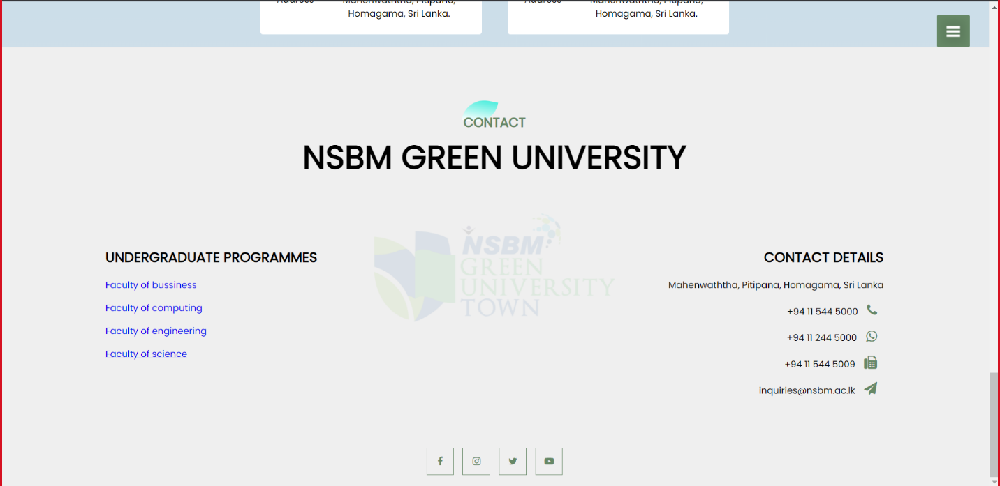 Address Mahenwaththa, Pitipana, Address Mahenwaththa, Pitipana,
Homagama, Sri Lanka. Homagama, Sri Lanka.
CONTACT
NSBM GREEN UNIVERSITY
UNDERGRADUATE PROGRAMMES
Faculty of bussiness
Faculty of computing
Faculty of engineering
Faculty of science
NSBM
GREEN
UNIVERSITY
TOWN
CONTACT DETAILS
Mahenwaththa, Pitipana, Homagama, Sri Lanka
+94 11 544 5000
+94 11 244 5000
+94 11 544 5009
inquiries@nsbm.ac.lk